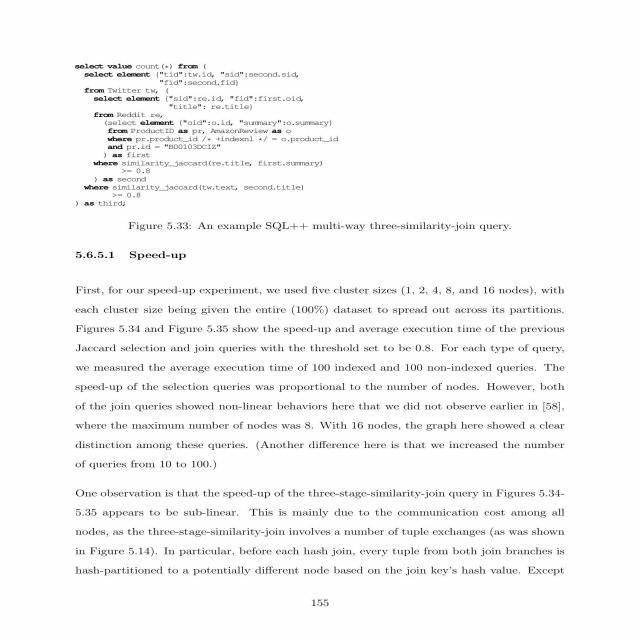 select value count(*) from (
select element {"tid":tw.id, "sid":second.sid,
"fid":second.fid}
from Twitter tw, (
select element {"sid":re.id, "fid":first.oid,
"title": re.title}
from Reddit re,
(select element {"oid":o.id, "summary":o.summary}
from ProductID as pr, AmazonReview as o
where pr.product_id /* +indexnl */ = o.product_id
and pr.id = "B00103DCIZ"
) as first
where similarity_jaccard(re.title, first.summary)
>= 0.8
) as second
where similarity_jaccard(tw.text, second.title)
>= 0.8
) as third;
Figure 5.33: An example SQL++ multi-way three-similarity-join query.
5.6.5.1 Speed-up
First, for our speed-up experiment, we used five cluster sizes (1, 2, 4, 8, and 16 nodes), with
each cluster size being given the entire (100%) dataset to spread out across its partitions.
Figures 5.34 and Figure 5.35 show the speed-up and average execution time of the previous
Jaccard selection and join queries with the threshold set to be 0.8. For each type of query,
we measured the average execution time of 100 indexed and 100 non-indexed queries. The
speed-up of the selection queries was proportional to the number of nodes. However, both
of the join queries showed non-linear behaviors here that we did not observe earlier in [58],
where the maximum number of nodes was 8. With 16 nodes, the graph here showed a clear
distinction among these queries. (Another difference here is that we increased the number
of queries from 10 to 100.)
One observation is that the speed-up of the three-stage-similarity-join query in Figures 5.34-
5.35 appears to be sub-linear. This is mainly due to the communication cost among all
nodes, as the three-stage-similarity-join involves a number of tuple exchanges (as was shown
in Figure 5.14). In particular, before each hash join, every tuple from both join branches is
hash-partitioned to a potentially different node based on the join key's hash value. Except
155